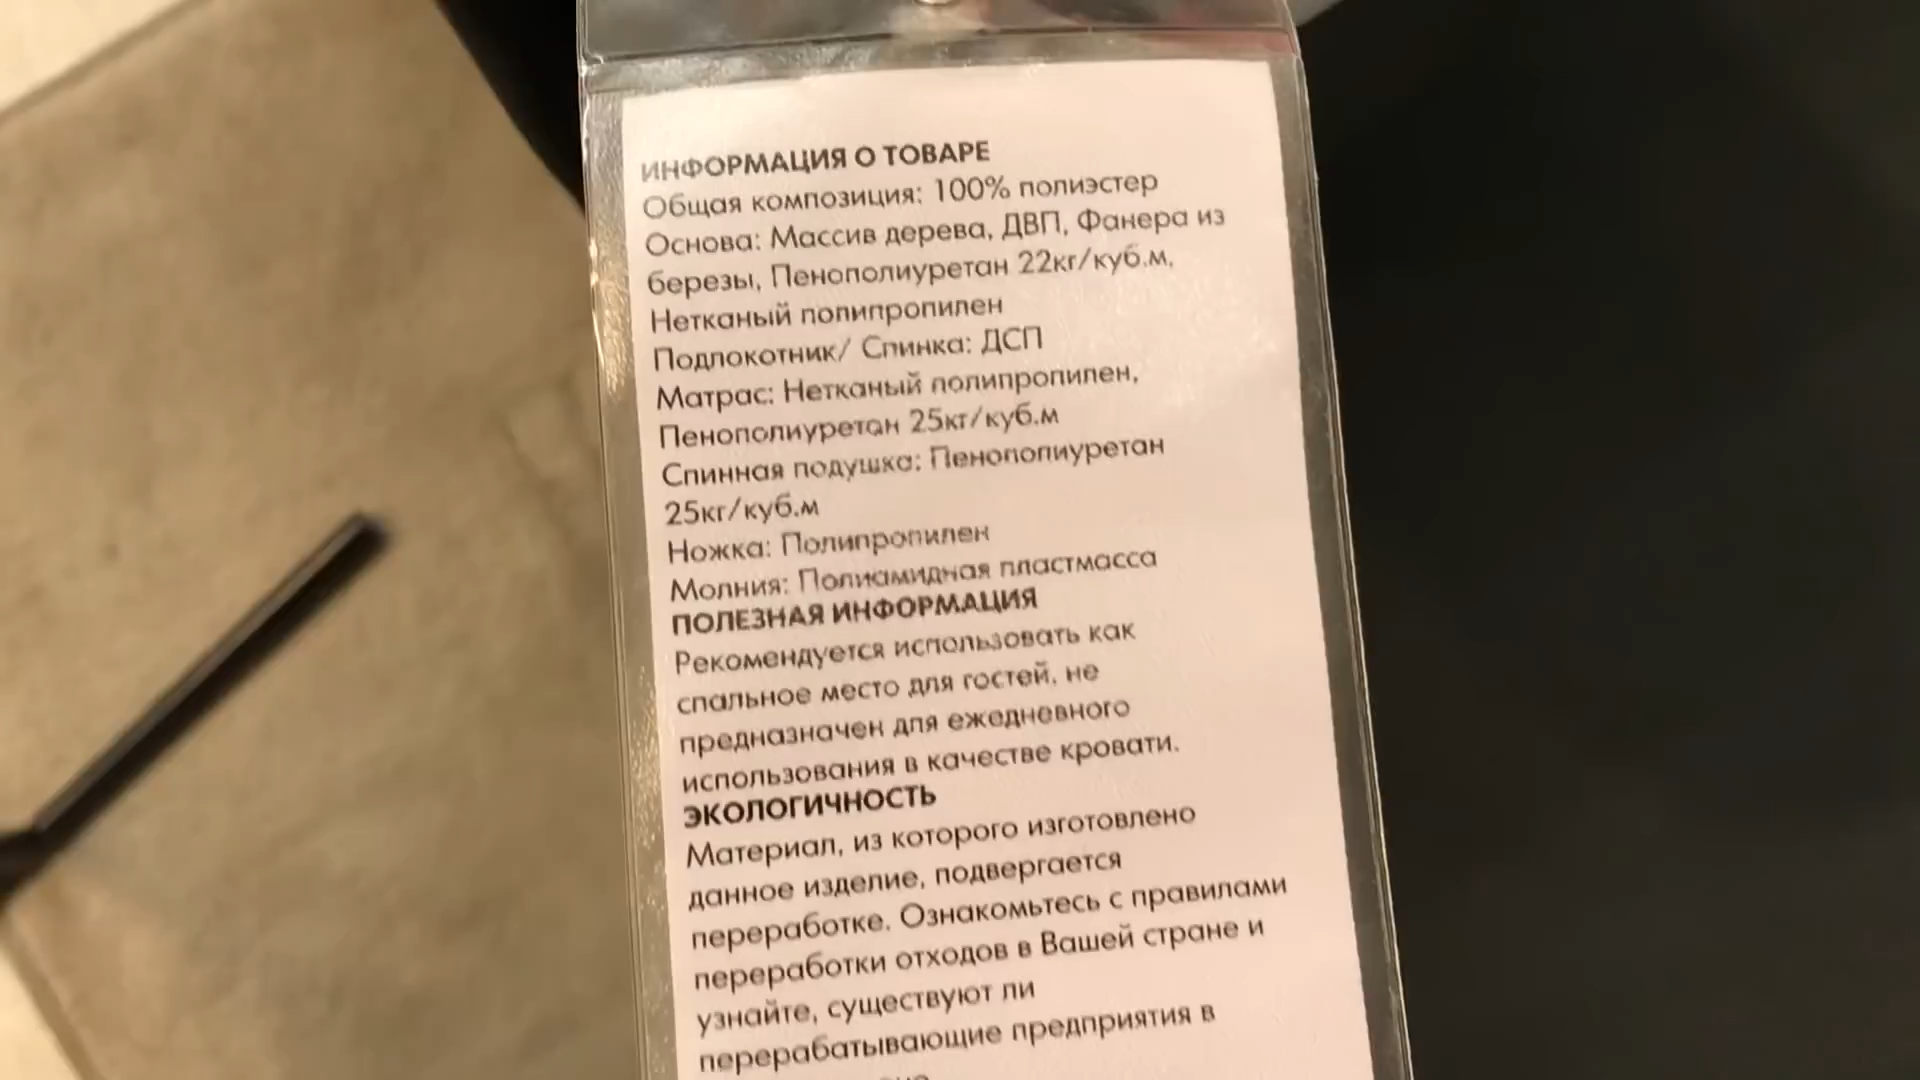 ИНФОРМАЦИЯ О ТОВАРЕ
Общая композиция: 100% полиэстер
Основа: Массив дерева, ДВП, Фанера из
березы, Пенополиуретан 22кг/куб.м,
Нетканый полипропилен
Подлокотник/ Спинка: ДСП
Матрас: Нетканый полипропилен,
Пенополиуретан 25кг/куб.м
Спинная подушка: Пенополиуретан
25кг/куб.м
Ножка: Полипропилен
Молния: Полиамидная пластмасса
ПОЛЕЗНАЯ ИНФОРМАЦИЯ
Рекомендуется использовать как
спальное место для гостей, не
предназначен для ежедневного
использования в качестве кровати.
ЭКОЛОГИЧНОСТЬ
Материал, из которого изготовлено
данное изделие, подвергается
переработке. Ознакомьтесь с правилами
переработки отходов в Вашей стране и
узнайте, существуют ли
перерабатывающие предприятия в